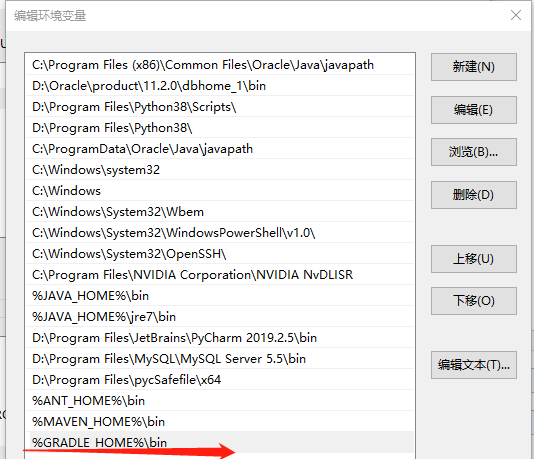 编辑环境变量
C:\Program Files (x86)\Common Files\Oracle\Java\javapath
D:\Oracle\product\11.2.0\dbhome_1\bin
D:\Program Files\Python38\Scripts\
D:\Program Files\Python38\
C:\ProgramData\Oracle\Java\javapath
C:\Windows\system32
C:\Windows
C:\Windows\System32\Wbem
C:\Windows\System32\WindowsPowerShell\v1.0\
C:\Windows\System32\OpenSSH\
C:\Program Files\NVIDIA Corporation\NVIDIA NvDLISR
%JAVA_HOME%\bin
%JAVA_HOME%\jre7\bin
D:\Program Files\JetBrains\PyCharm 2019.2.5\bin
D:\Program Files\MySQL\MySQL Server 5.5\bin
D:\Program Files\pycSafefile\x64
%ANT_HOME%\bin
%MAVEN_HOME%\bin
%GRADLE_HOME%\bin
新建(N)
编辑(E)
浏览(B)...
删除(D)
上移(U)
下移(O)
编辑文本(T)...